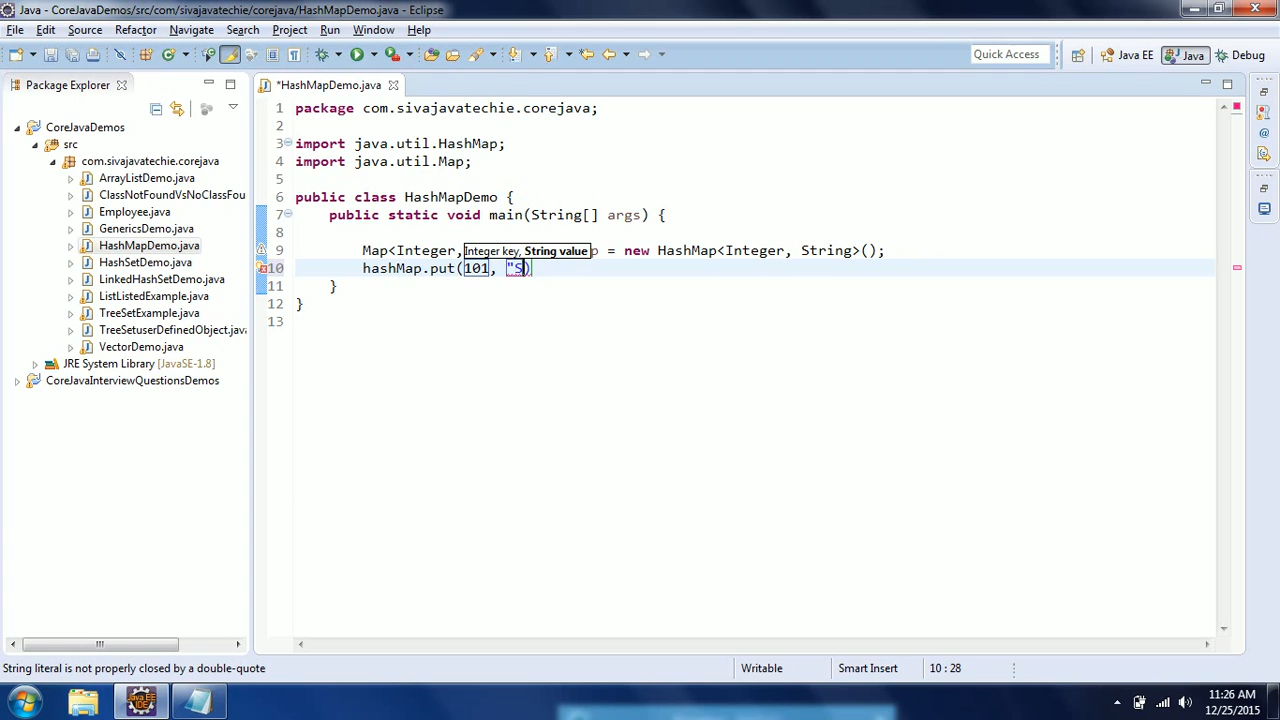 Java - CoreJavaDemos/src/com/sivajavatechie/corejava/HashMapDemo.java - Eclipse
File Edit Source Refactor Navigate Search Project Run Window Help
Quick Access Java EE Java Debug
Package Explorer *HashMapDemo.java
CoreJavaDemos
src
com.sivajavatechie.corejava
ArrayListDemo.java
ClassNotFoundVsNoClassFou
Employee.java
GenericsDemo.java
HashMapDemo.java
HashSetDemo.java
LinkedHashSetDemo.java
ListListedExample.java
TreeSetExample.java
TreeSetuserDefinedObject.java
VectorDemo.java
JRE System Library [JavaSE-1.8]
CoreJavaInterviewQuestionsDemos
1 package com.sivajavatechie.corejava;
2
3 import java.util.HashMap;
4 import java.util.Map;
5
6 public class HashMapDemo {
7 public static void main(String[] args) {
8
9 Map<Integer, Integer key, String value p = new HashMap<Integer, String>();
10 hashMap.put(101, "S)
11 }
12 }
13
String literal is not properly closed by a double-quote Writable Smart Insert 10 : 28
Java EE IDE
11:26 AM
12/25/2015